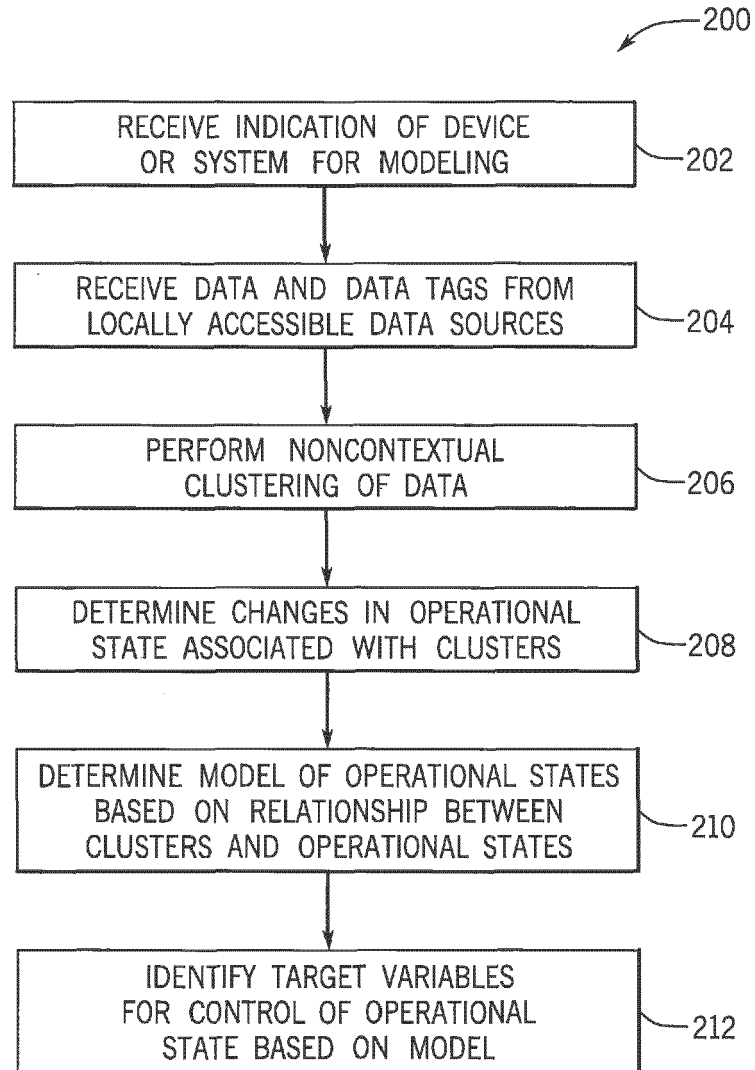 200
RECEIVE INDICATION OF DEVICE
OR SYSTEM FOR MODELING
202
RECEIVE DATA AND DATA TAGS FROM
LOCALLY ACCESSIBLE DATA SOURCES
204
PERFORM NONCONTEXTUAL
CLUSTERING OF DATA
206
DETERMINE CHANGES IN OPERATIONAL
STATE ASSOCIATED WITH CLUSTERS
208
DETERMINE MODEL OF OPERATIONAL STATES
BASED ON RELATIONSHIP BETWEEN
CLUSTERS AND OPERATIONAL STATES
210
IDENTIFY TARGET VARIABLES
FOR CONTROL OF OPERATIONAL
STATE BASED ON MODEL
212